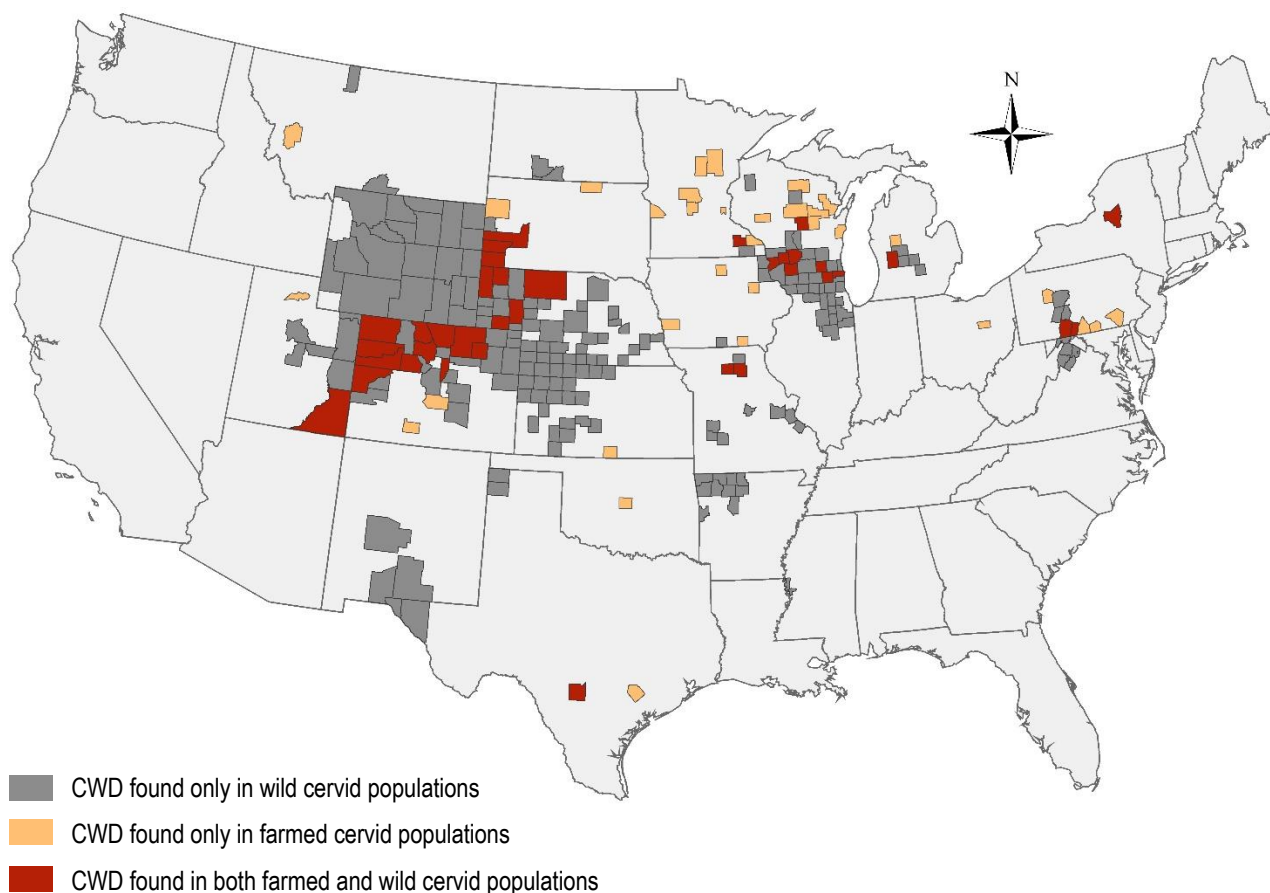 N
CWD found only in wild cervid populations
CWD found only in farmed cervid populations
CWD found in both farmed and wild cervid populations